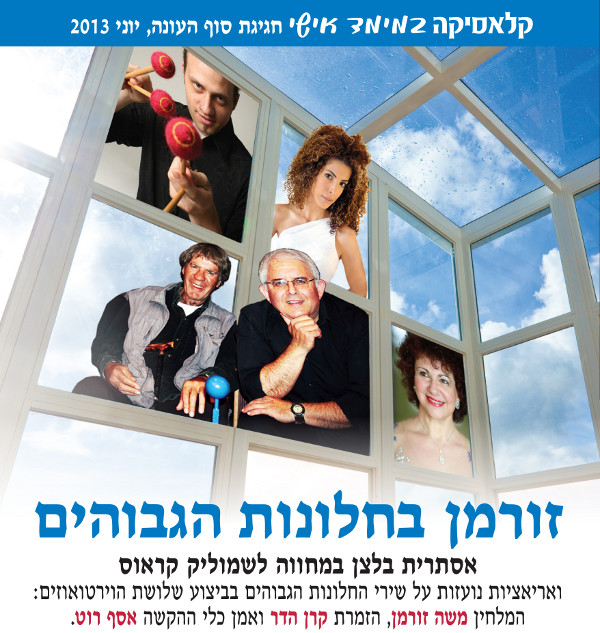 קלאסיקה במימד אישי חגיגת סוף העונה, יוני 2013
זורמן בחלונות הגבוהים
אסתרית בלצן במחווה לשמוליק קראוס
ואריאציות נועזות על שירי החלונות הגבוהים בביצוע שלושת הוירטואוזים:
המלחין משה זורמן, הזמרת קרן הדר ואמן כלי ההקשה אסף רוט.